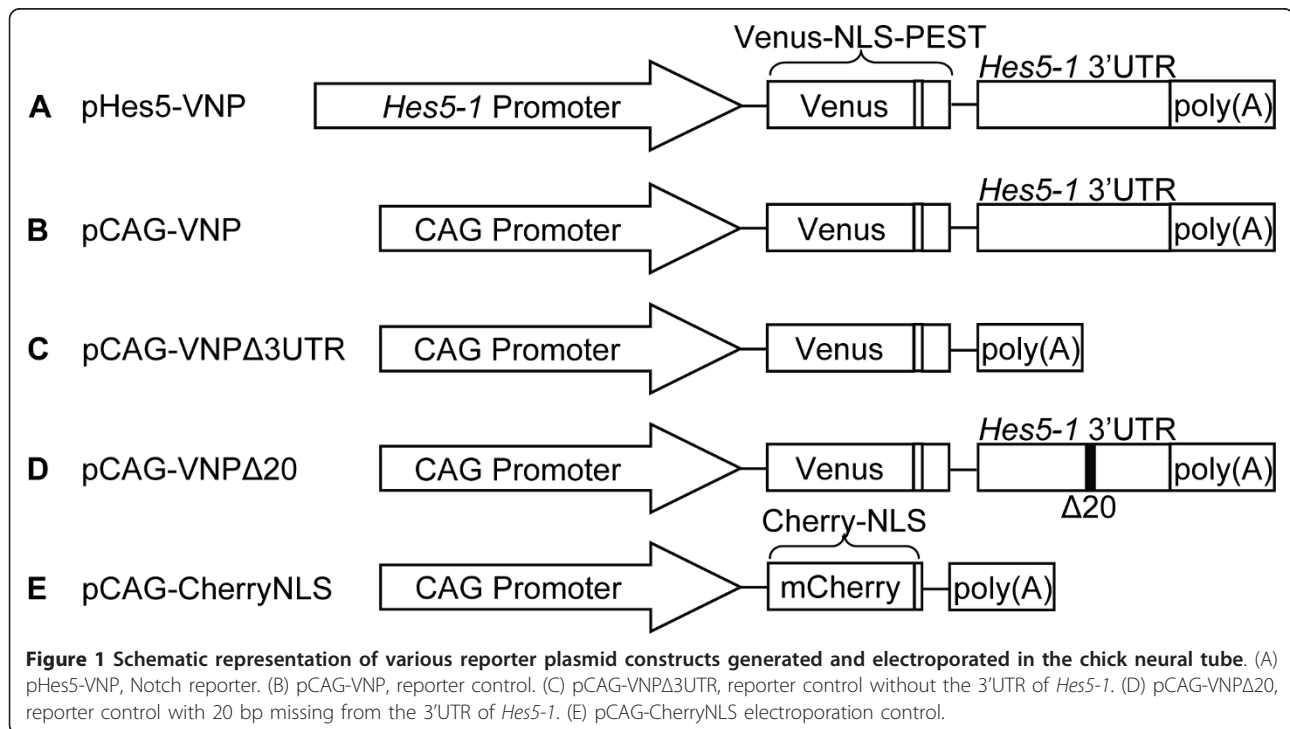 Venus-NLS-PEST
Hes5-1 3'UTR
A pHes5-VNP Hes5-1 Promoter Venus poly(A)
Hes5-1 3'UTR
B pCAG-VNP CAG Promoter Venus poly(A)
C pCAG-VNPΔ3UTR CAG Promoter Venus poly(A)
Hes5-1 3'UTR
D pCAG-VNPΔ20 CAG Promoter Venus poly(A)
Δ20
Cherry-NLS
E pCAG-CherryNLS CAG Promoter mCherry poly(A)
Figure 1 Schematic representation of various reporter plasmid constructs generated and electroporated in the chick neural tube. (A)
pHes5-VNP, Notch reporter. (B) pCAG-VNP, reporter control. (C) pCAG-VNPΔ3UTR, reporter control without the 3'UTR of Hes5-1. (D) pCAG-VNPΔ20,
reporter control with 20 bp missing from the 3'UTR of Hes5-1. (E) pCAG-CherryNLS electroporation control.